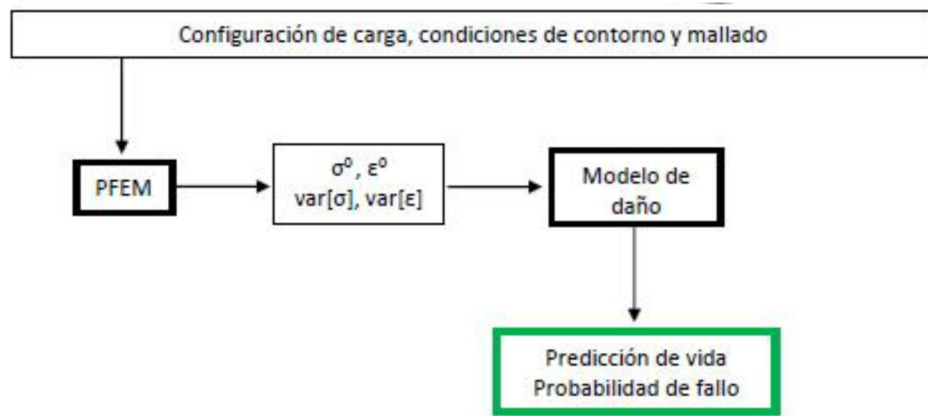 Configuración de carga, condiciones de contorno y mallado
PFEM
σ⁰, ε⁰
var[σ], var[ε]
Modelo de
daño
Predicción de vida
Probabilidad de fallo